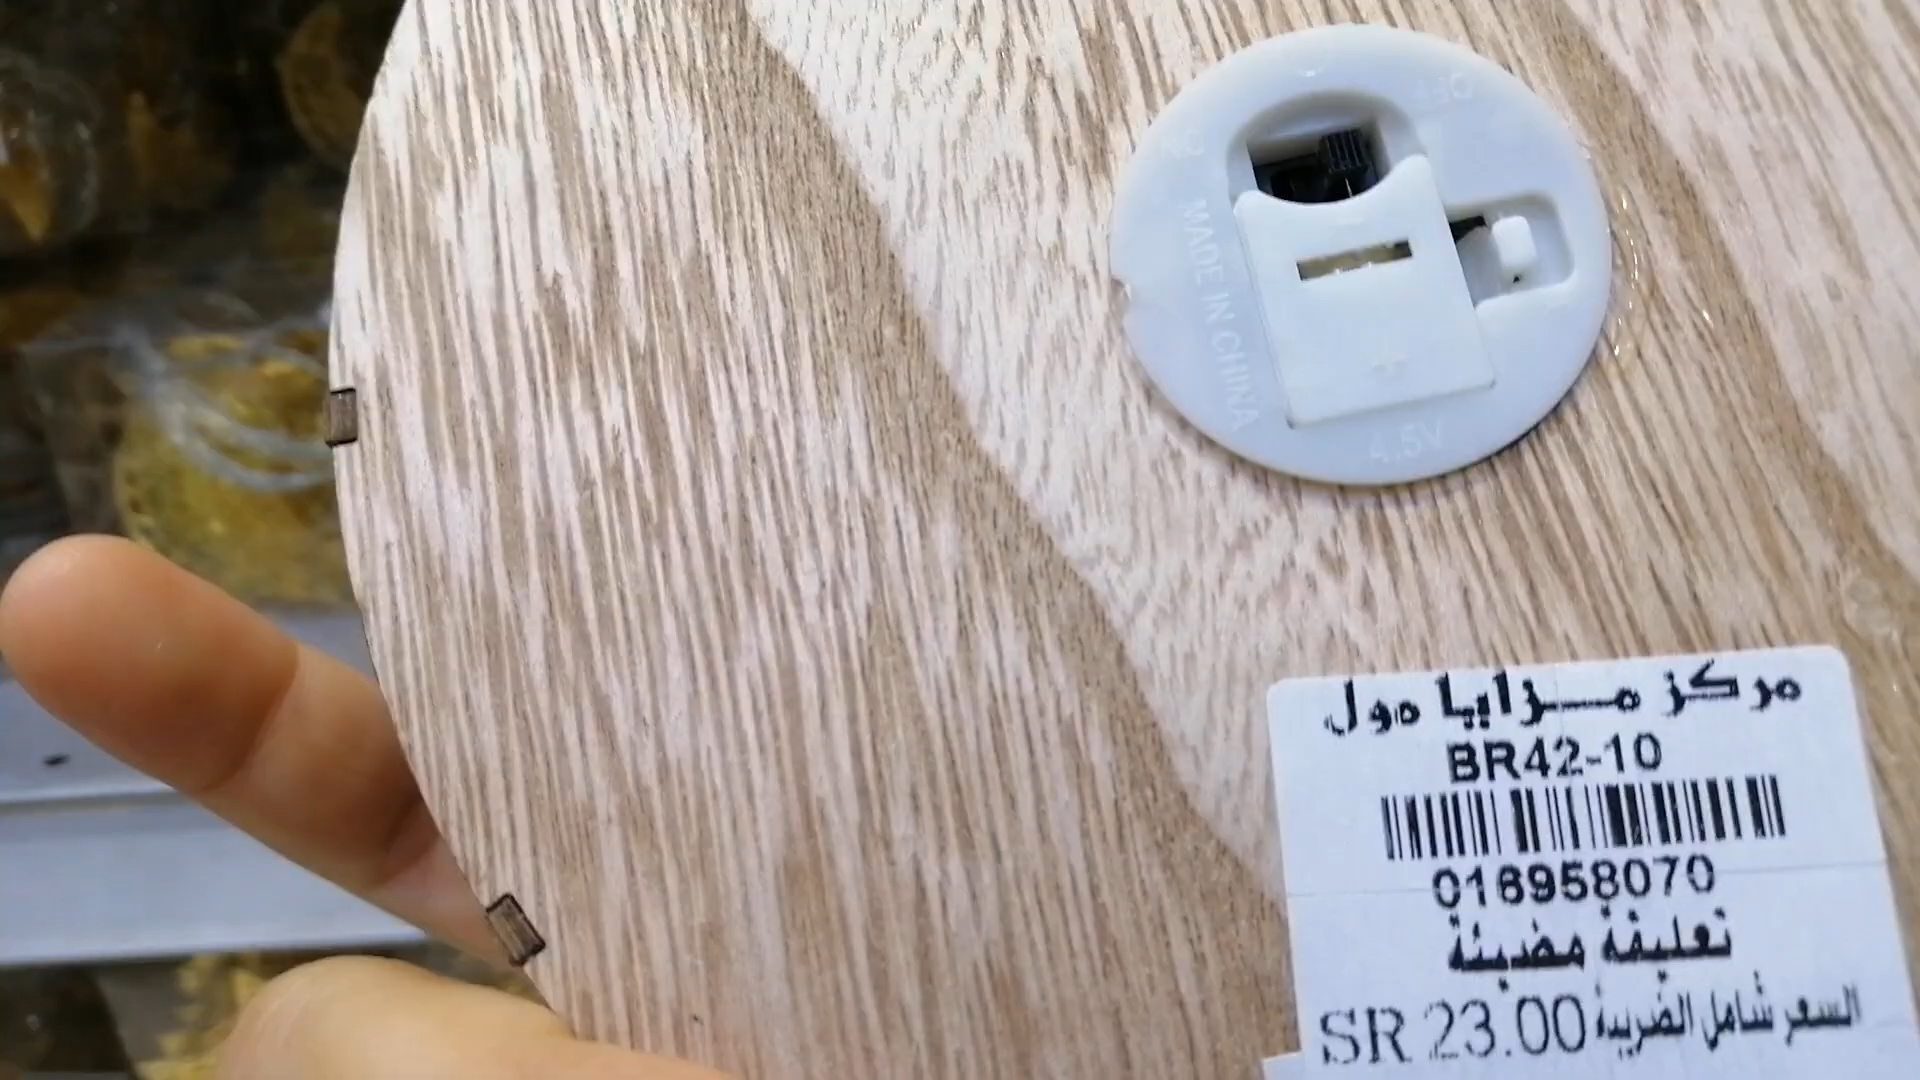 MADE IN CHINA
4.5V
مركز مزايا مول
BR42-10
016958070
تعليقة مضيئة
SR 23.00 السعر شامل الضريبة